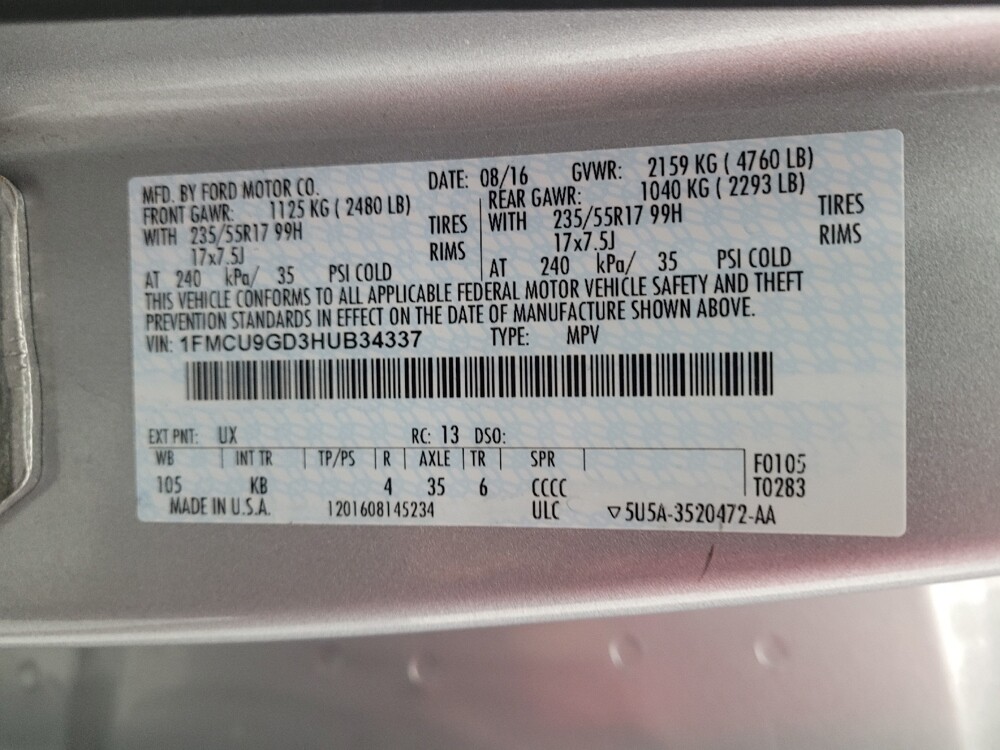 MFD. BY FORD MOTOR CO. DATE: 08/16 GVWR: 2159 KG ( 4760 LB)
FRONT GAWR: 1125 KG ( 2480 LB) REAR GAWR: 1040 KG ( 2293 LB)
WITH 235/55R17 99H TIRES WITH 235/55R17 99H TIRES
17x7.5J RIMS 17x7.5J RIMS
AT 240 kPa/ 35 PSI COLD AT 240 kPa/ 35 PSI COLD
THIS VEHICLE CONFORMS TO ALL APPLICABLE FEDERAL MOTOR VEHICLE SAFETY AND THEFT
PREVENTION STANDARDS IN EFFECT ON THE DATE OF MANUFACTURE SHOWN ABOVE.
VIN: 1FMCU9GD3HUB34337 TYPE: MPV
EXT PNT: UX RC: 13 DSO:
WB INT TR TP/PS R AXLE TR SPR F0105
105 KB 4 35 6 CCCC T0283
MADE IN U.S.A. 1201608145234 ULC ▽5U5A-3520472-AA